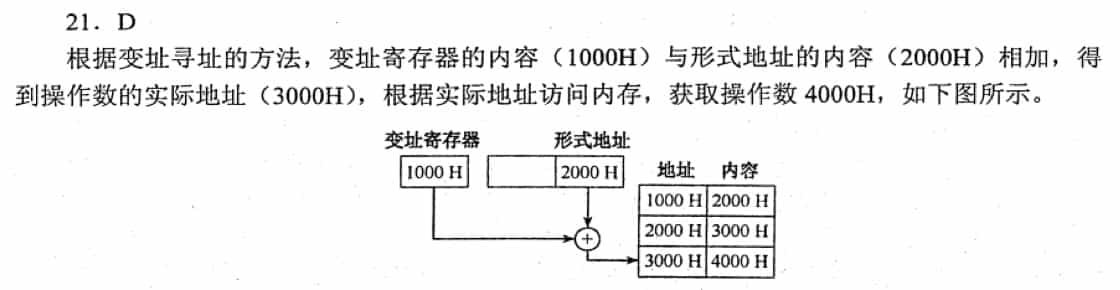 21．D
根据变址寻址的方法，变址寄存器的内容（1000H）与形式地址的内容（2000H）相加，得
到操作数的实际地址（3000H），根据实际地址访问内存，获取操作数 4000H，如下图所示。
变址寄存器 形式地址
1000 H 2000 H
地址 内容
1000 H 2000 H
2000 H 3000 H
+
3000 H 4000 H